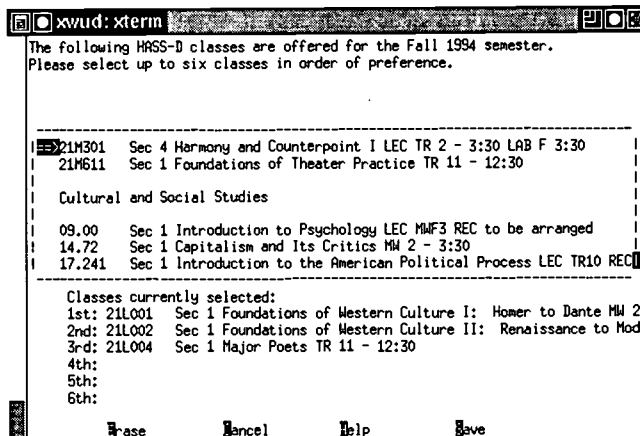 xwud: xterm
The following HASS-D classes are offered for the Fall 1994 semester.
Please select up to six classes in order of preference.
==>21M301 Sec 4 Harmony and Counterpoint I LEC TR 2 - 3:30 LAB F 3:30
21M611 Sec 1 Foundations of Theater Practice TR 11 - 12:30
Cultural and Social Studies
09.00 Sec 1 Introduction to Psychology LEC MWF3 REC to be arranged
14.72 Sec 1 Capitalism and Its Critics MW 2 - 3:30
17.241 Sec 1 Introduction to the American Political Process LEC TR10 REC
Classes currently selected:
1st: 21L001 Sec 1 Foundations of Western Culture I: Homer to Dante MW 2
2nd: 21L002 Sec 1 Foundations of Western Culture II: Renaissance to Mod
3rd: 21L004 Sec 1 Major Poets TR 11 - 12:30
4th:
5th:
6th:
Erase Cancel Help Save